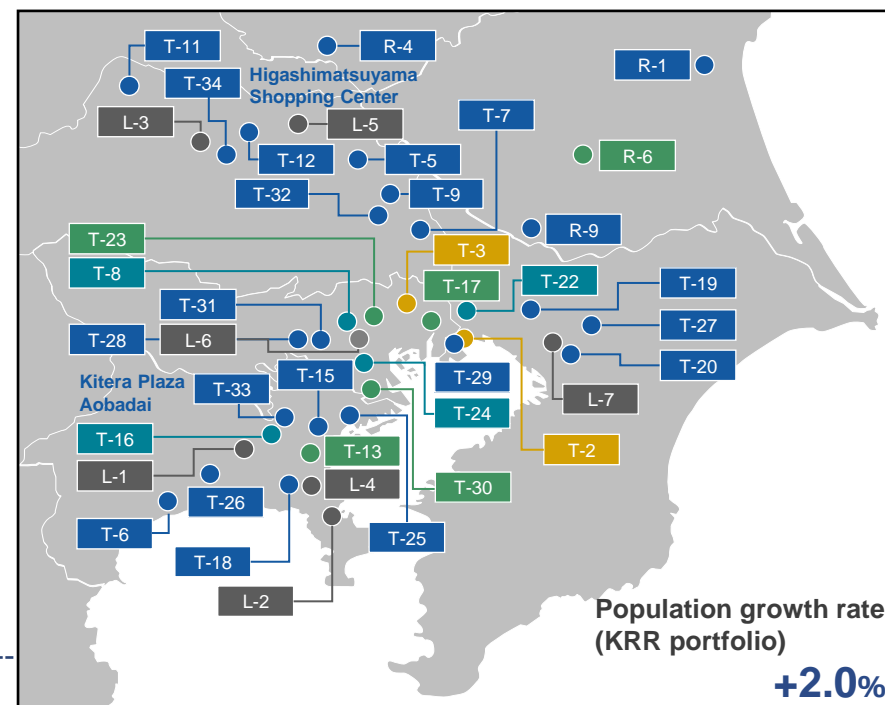 T-11
R-4
R-1
T-34
Higashimatsuyama
Shopping Center
T-7
L-3
L-5
T-12
T-5
R-6
T-32
T-9
T-23
T-3
R-9
T-8
T-17
T-22
T-19
T-31
T-27
T-28
L-6
T-29
T-20
Kitera Plaza
Aobadai
T-15
T-33
T-24
L-7
T-16
T-13
T-2
L-1
L-4
T-30
T-26
T-6
T-25
T-18
L-2
Population growth rate
(KRR portfolio)
+2.0%